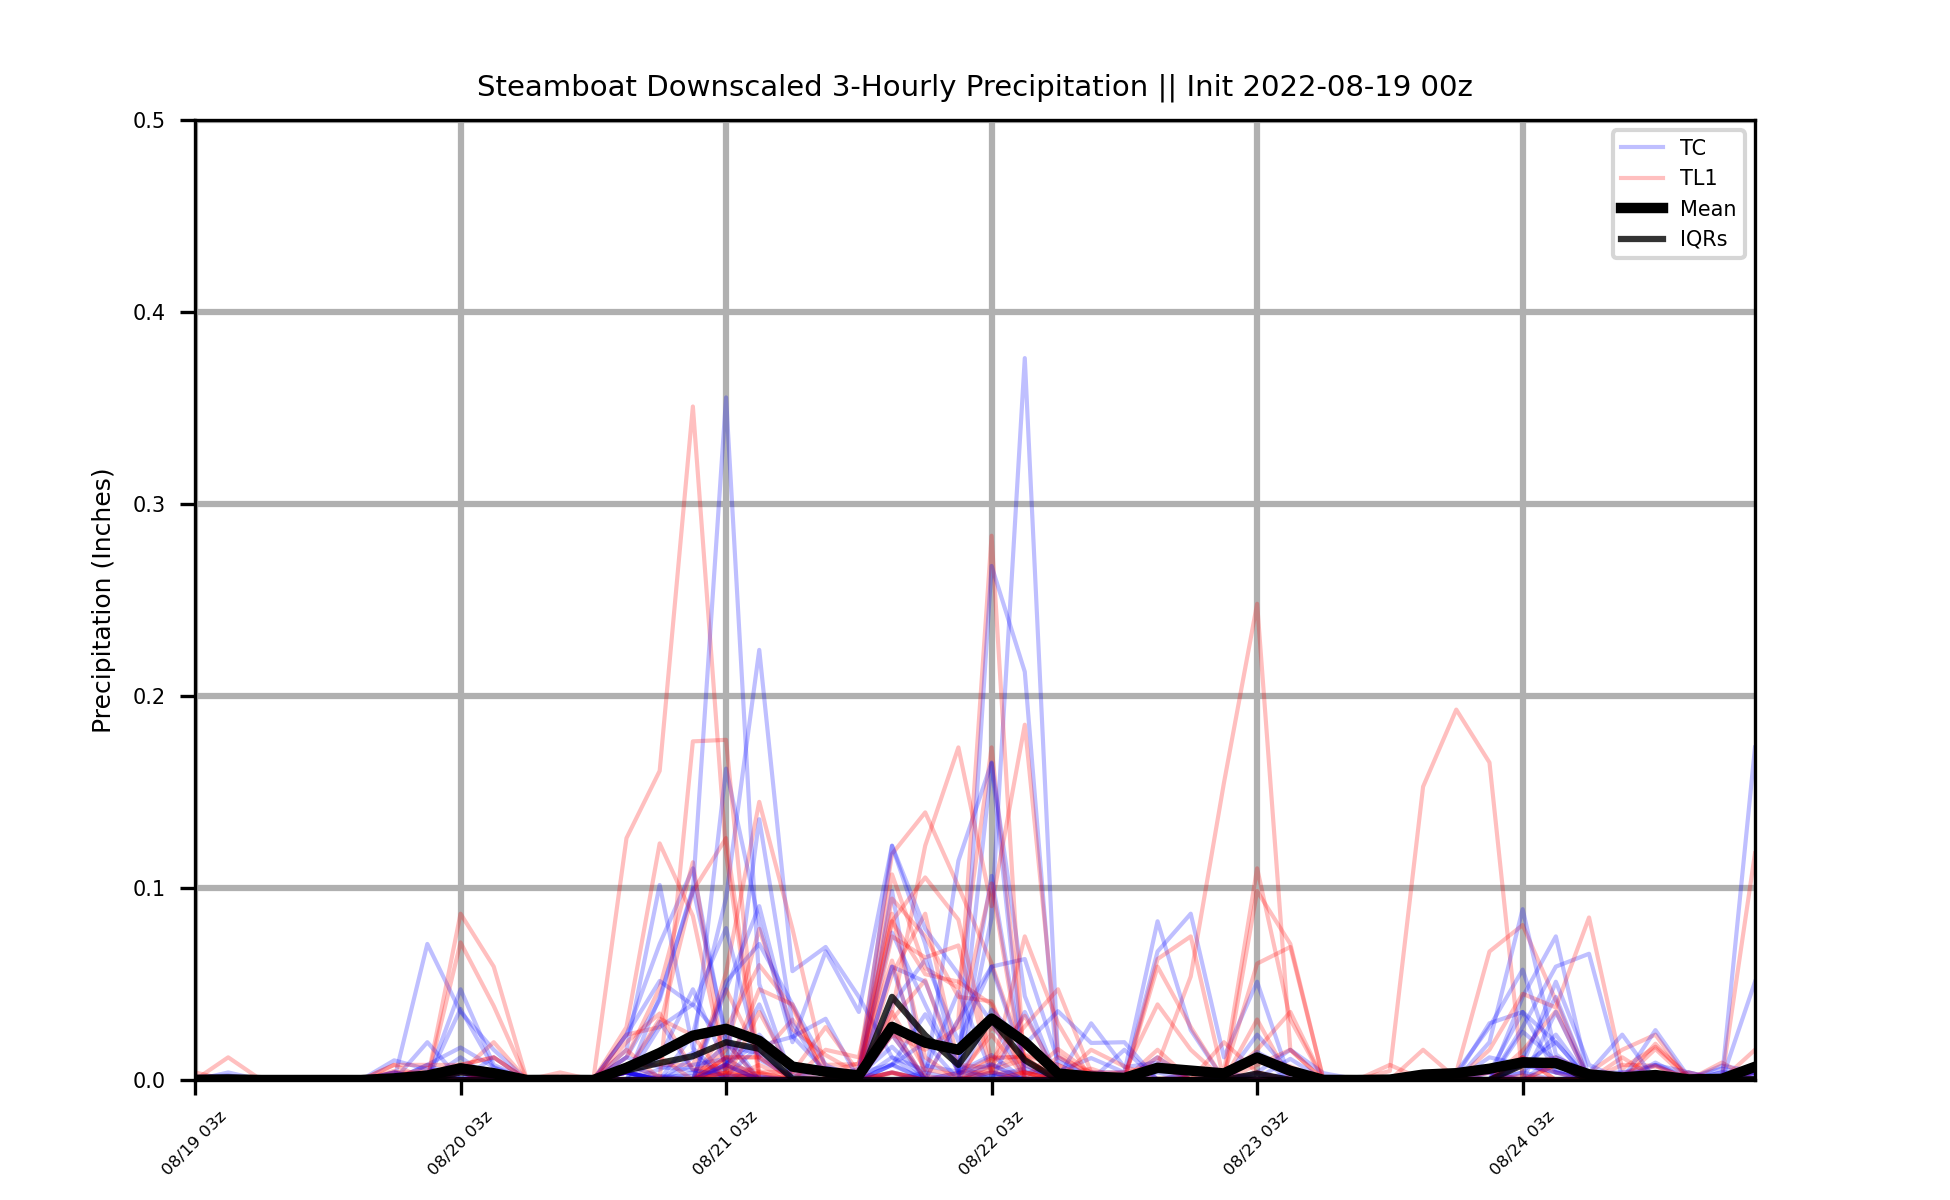 Steamboat Downscaled 3-Hourly Precipitation || Init 2022-08-19 00z
TC
TL1
Mean
IQRs
Precipitation (Inches)
0.5
0.4
0.3
0.2
0.1
0.0
08/19 03z
08/20 03z
08/21 03z
08/22 03z
08/23 03z
08/24 03z